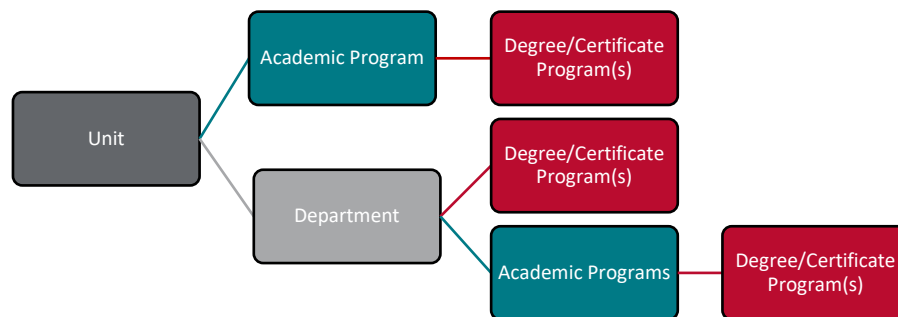 Academic Program
Degree/Certificate
Program(s)
Unit
Degree/Certificate
Program(s)
Department
Academic Programs
Degree/Certificate
Program(s)